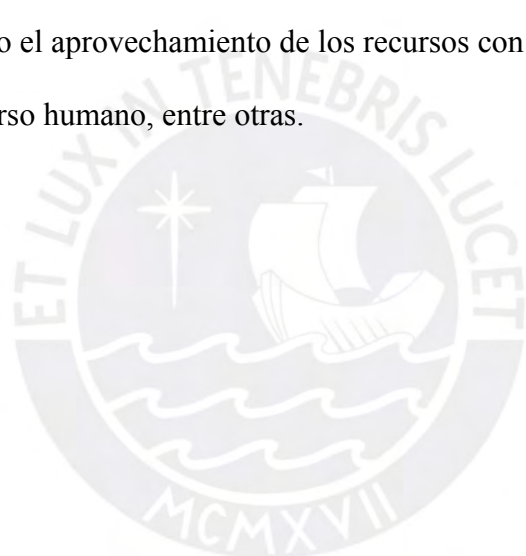 o el aprovechamiento de los recursos con
rso humano, entre otras.
ET LUX IN TENEBRIS LUCET
MCMXVII